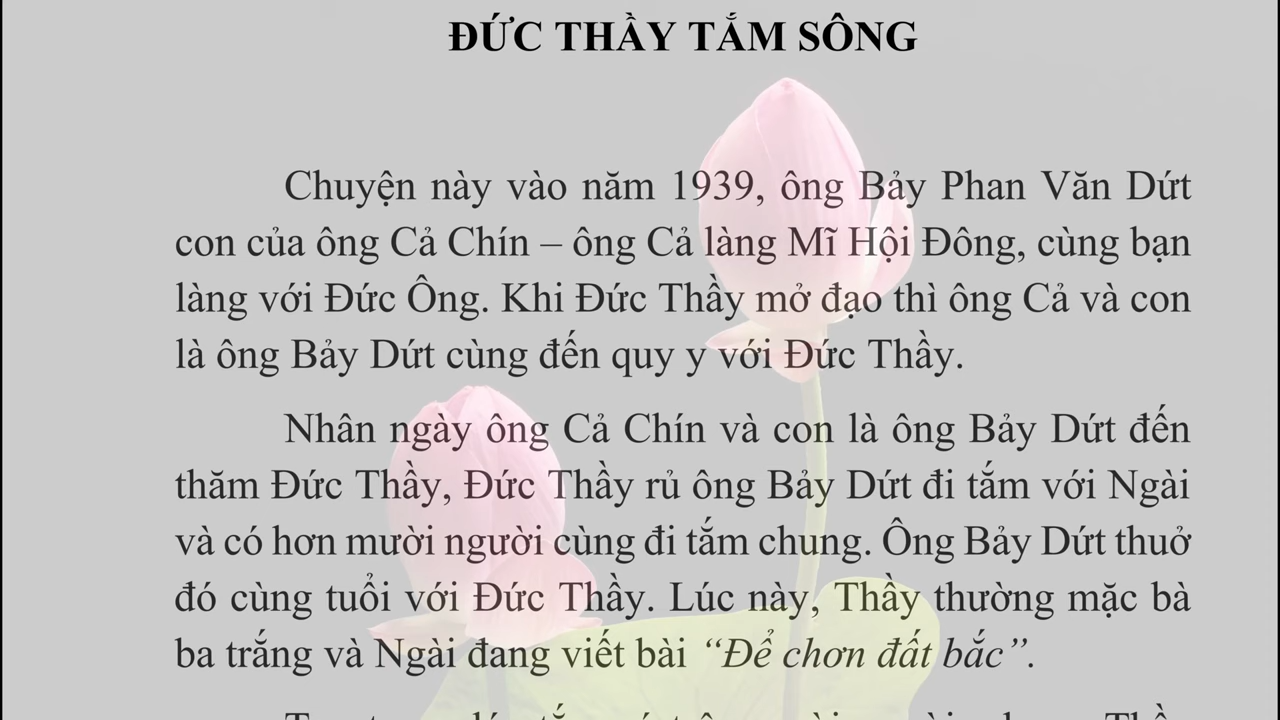 ĐỨC THẦY TẮM SÔNG
Chuyện này vào năm 1939, ông Bảy Phan Văn Dứt
con của ông Cả Chín – ông Cả làng Mĩ Hội Đông, cùng bạn
làng với Đức Ông. Khi Đức Thầy mở đạo thì ông Cả và con
là ông Bảy Dứt cùng đến quy y với Đức Thầy.
Nhân ngày ông Cả Chín và con là ông Bảy Dứt đến
thăm Đức Thầy, Đức Thầy rủ ông Bảy Dứt đi tắm với Ngài
và có hơn mười người cùng đi tắm chung. Ông Bảy Dứt thuở
đó cùng tuổi với Đức Thầy. Lúc này, Thầy thường mặc bà
ba trắng và Ngài đang viết bài “Để chơn đất bắc”.